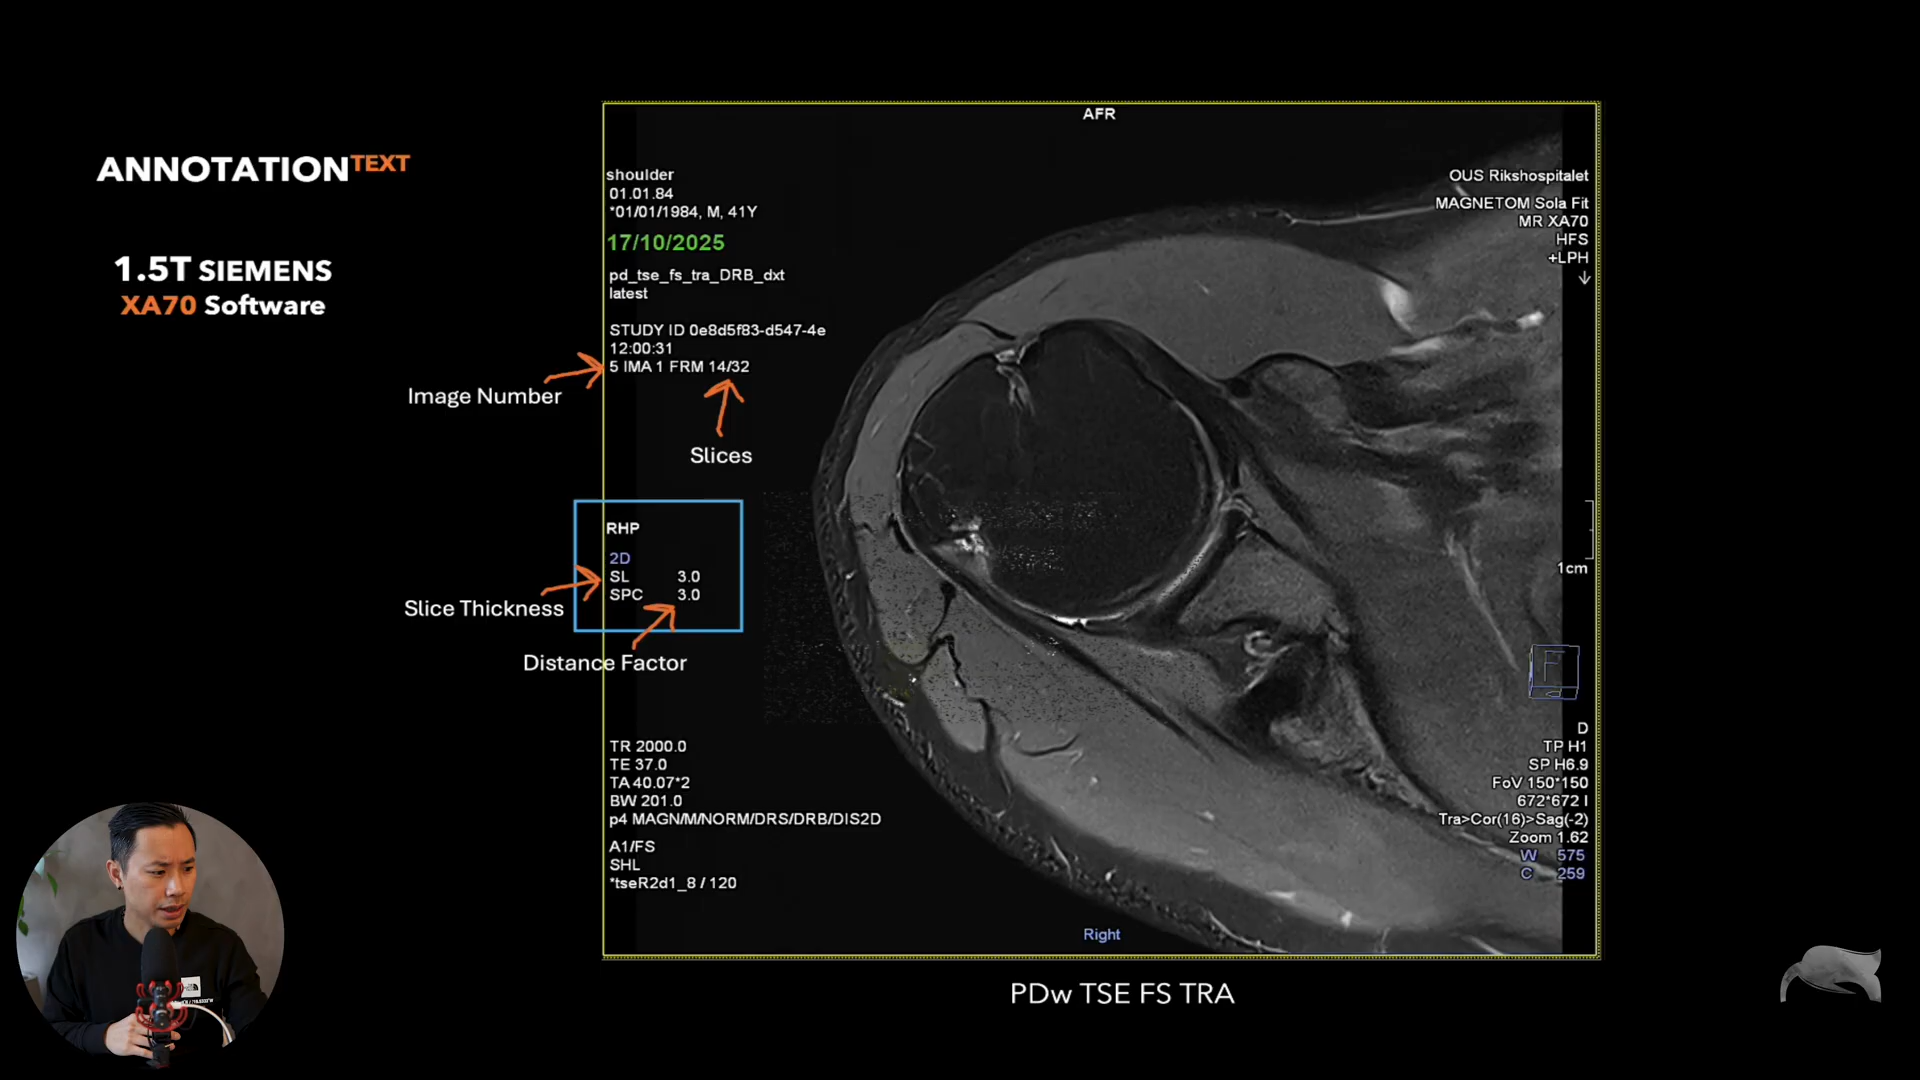 ANNOTATION TEXT
1.5T SIEMENS
XA70 Software
Image Number
Slices
Slice Thickness
Distance Factor
AFR
shoulder
01.01.84
*01/01/1984, M, 41Y
17/10/2025
pd_tse_fs_tra_DRB_dxt
latest
STUDY ID 0e8d5f83-d547-4e
12:00:31
5 IMA 1 FRM 14/32
RHP
2D
SL 3.0
SPC 3.0
TR 2000.0
TE 37.0
TA 40.07*2
BW 201.0
p4 MAGN/M/NORM/DRS/DRB/DIS2D
A1/FS
SHL
*tseR2d1_8 / 120
OUS Rikshospitalet
MAGNETOM Sola Fit
MR XA70
HFS
+LPH
1cm
F
D
TP H1
SP H6.9
FoV 150*150
672*672 I
Tra>Cor(16)>Sag(-2)
Zoom 1.62
W 575
C 259
Right
PDw TSE FS TRA